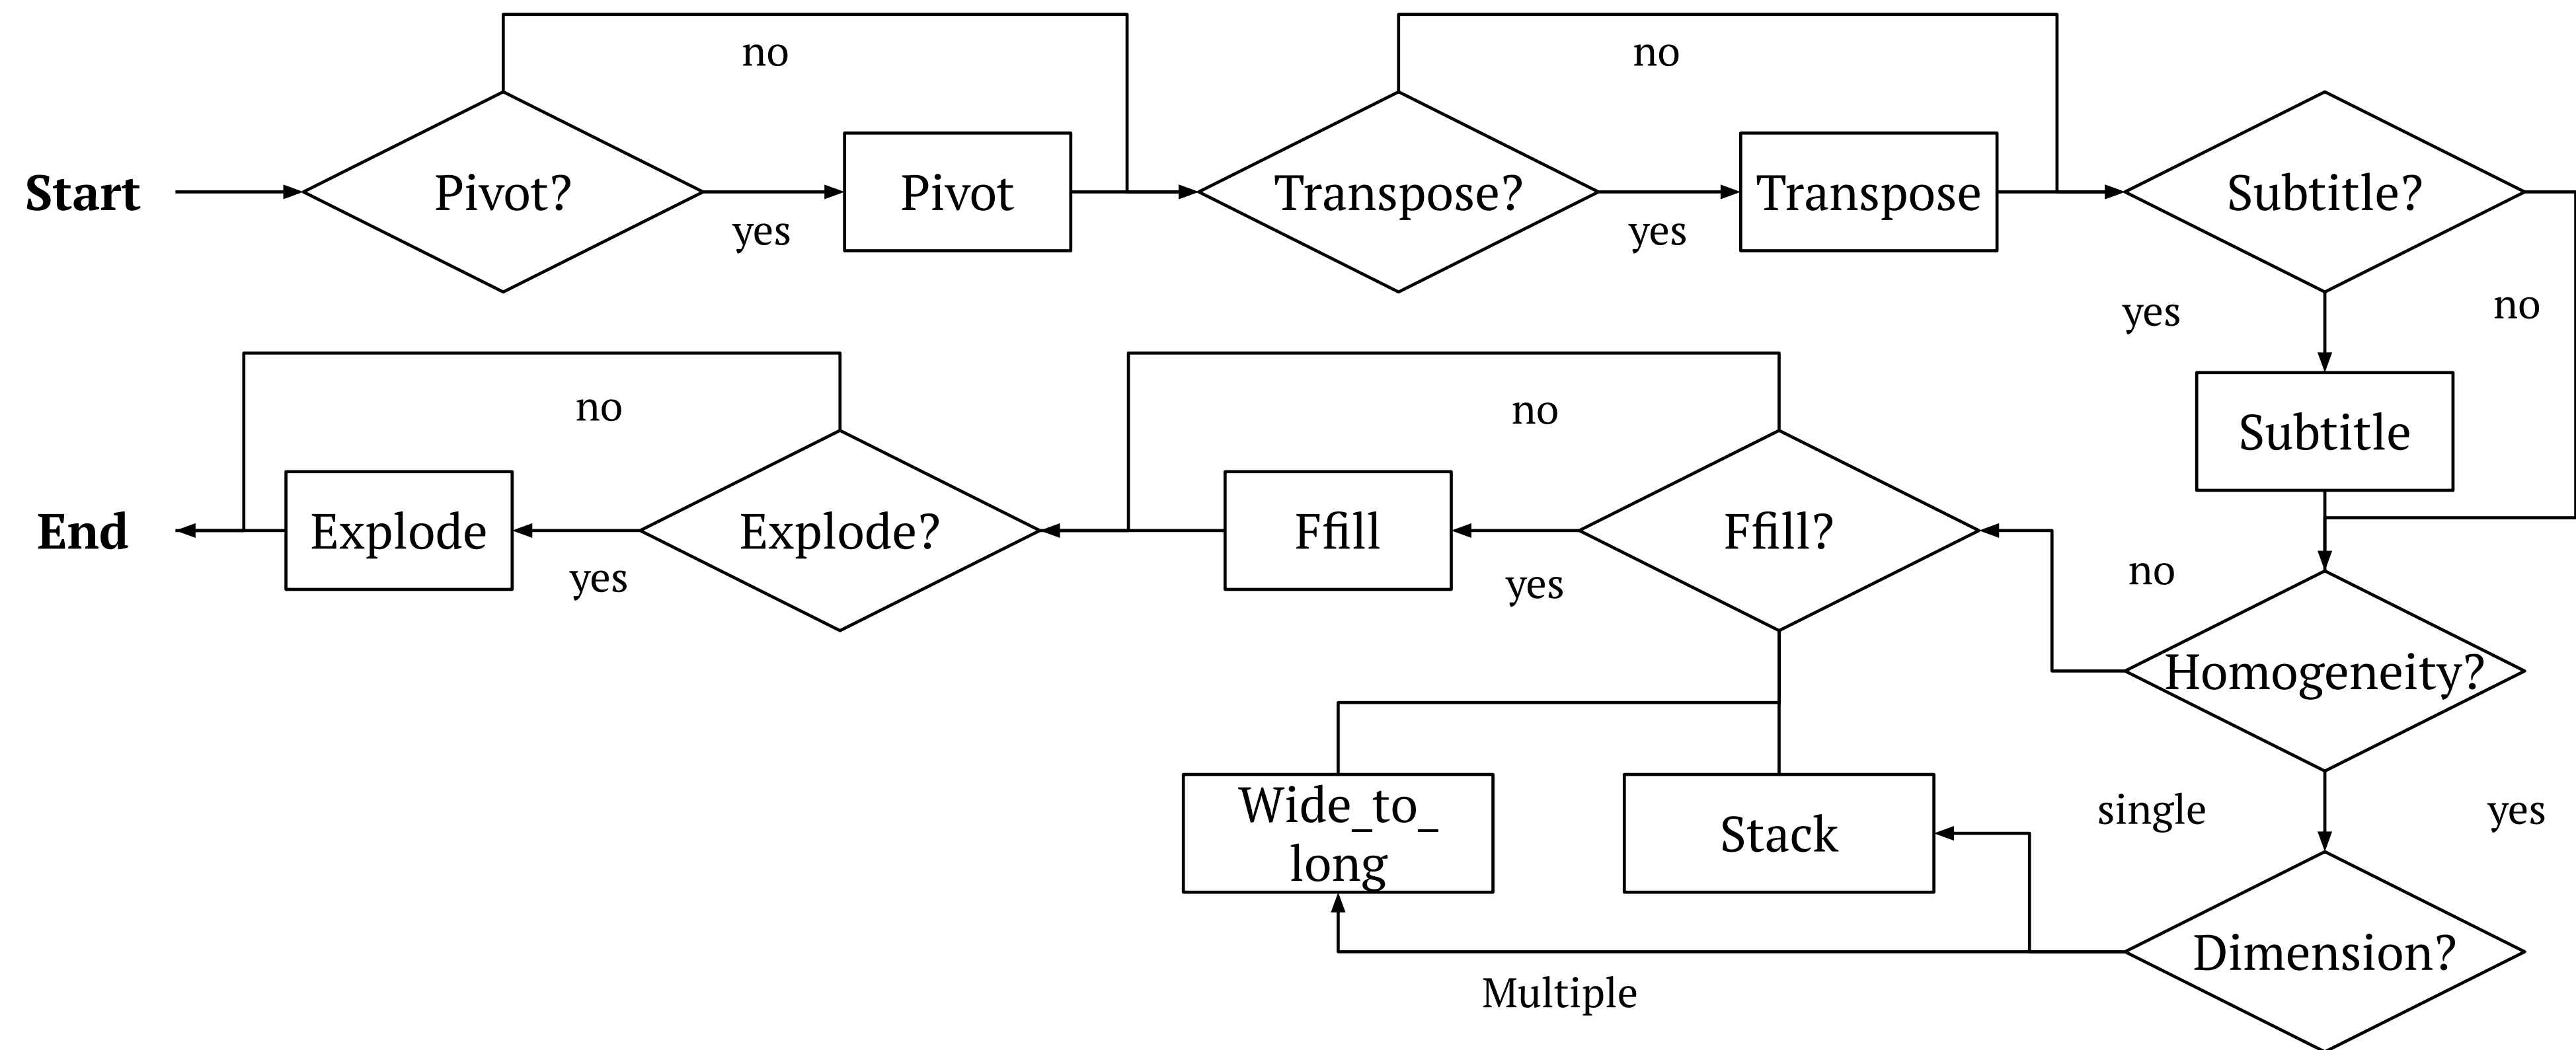 no
no
Start
Pivot?
yes
Pivot
Transpose?
yes
Transpose
Subtitle?
yes
no
Subtitle
no
no
End
Explode
yes
Explode?
Ffill
yes
Ffill?
no
Homogeneity?
Wide_to_
long
Stack
single
yes
Multiple
Dimension?